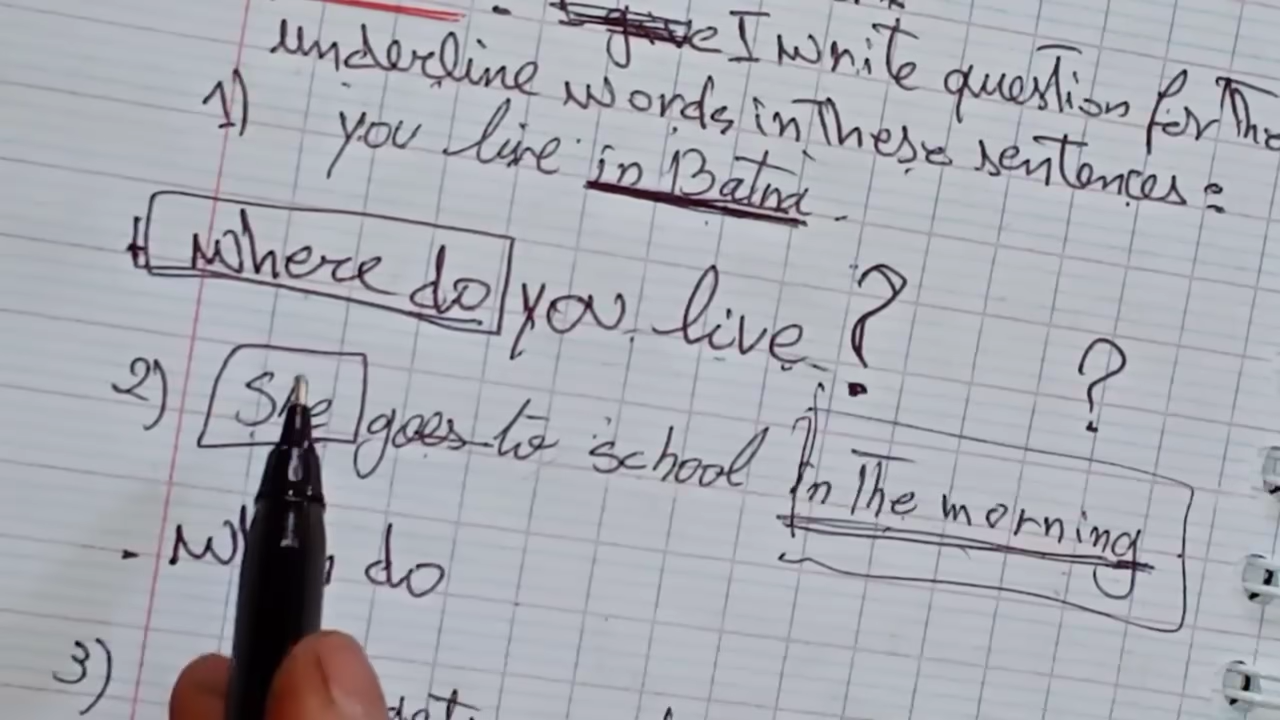 I write question for the
underline words in these sentences :
1) you live in Batna.
Where do you live ?
?
2) She goes to school In the morning
- do
3)